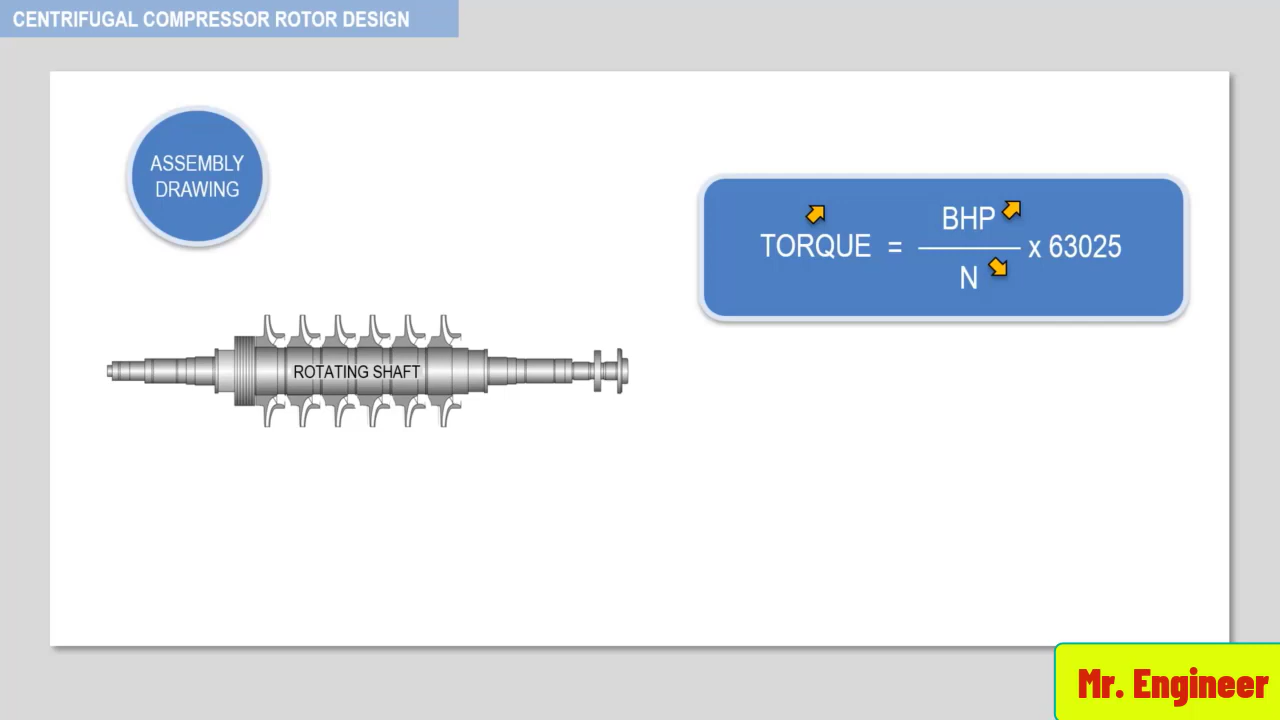 CENTRIFUGAL COMPRESSOR ROTOR DESIGN
ASSEMBLY
DRAWING
BHP
TORQUE = x 63025
N
ROTATING SHAFT
Mr. Engineer